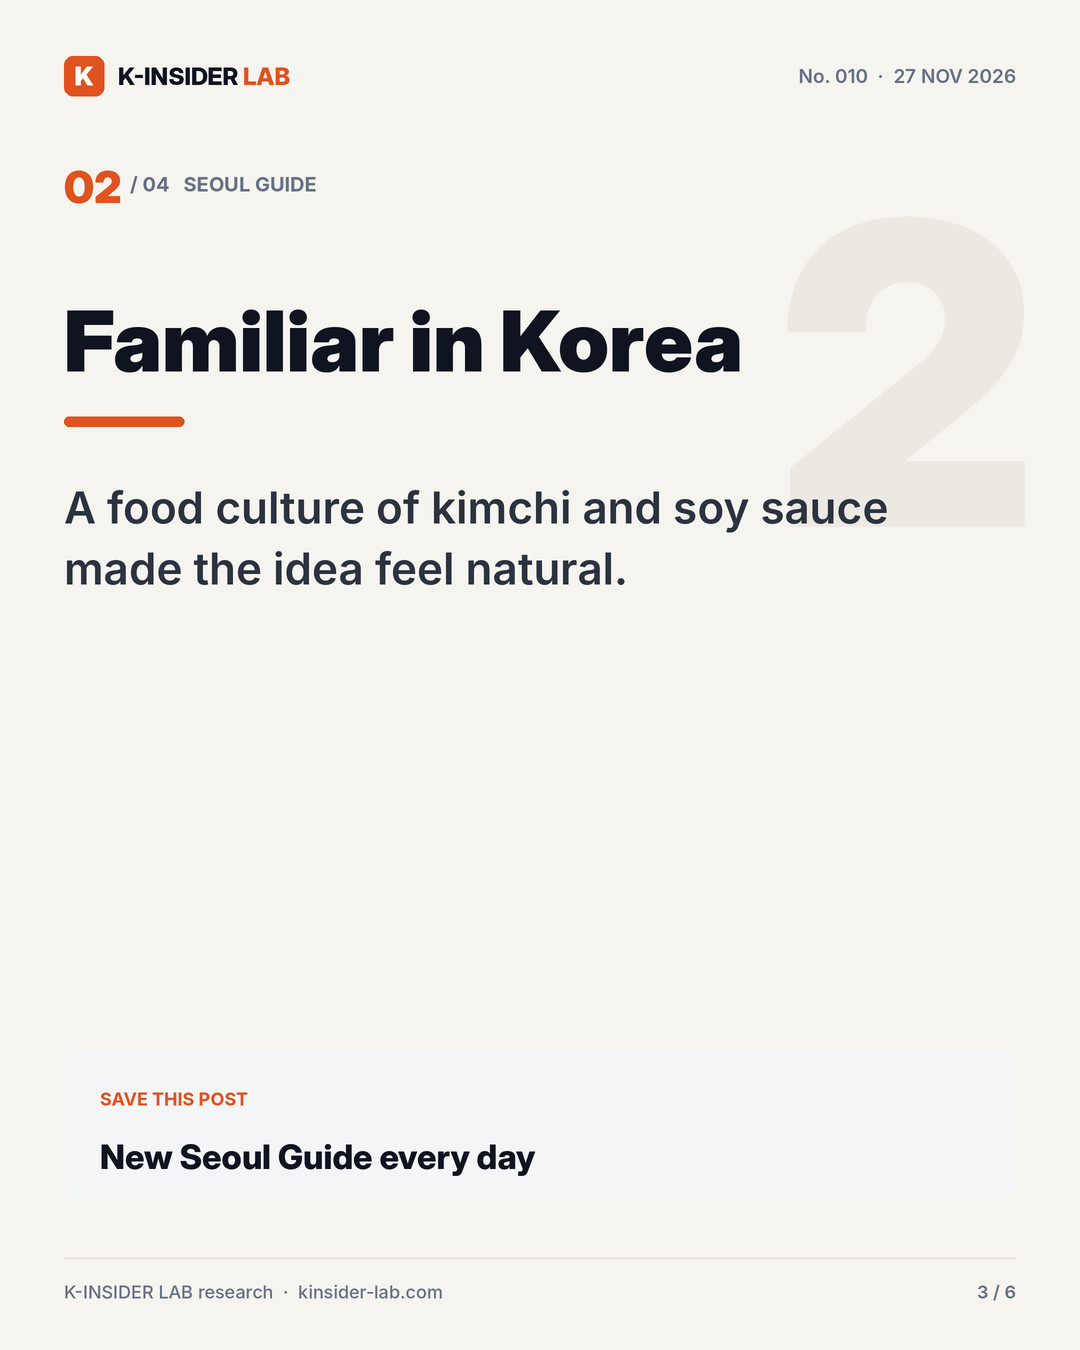 K K-INSIDER LAB
No. 010 · 27 NOV 2026
02 / 04 SEOUL GUIDE
2
Familiar in Korea
A food culture of kimchi and soy sauce
made the idea feel natural.
SAVE THIS POST
New Seoul Guide every day
K-INSIDER LAB research · kinsider-lab.com
3 / 6